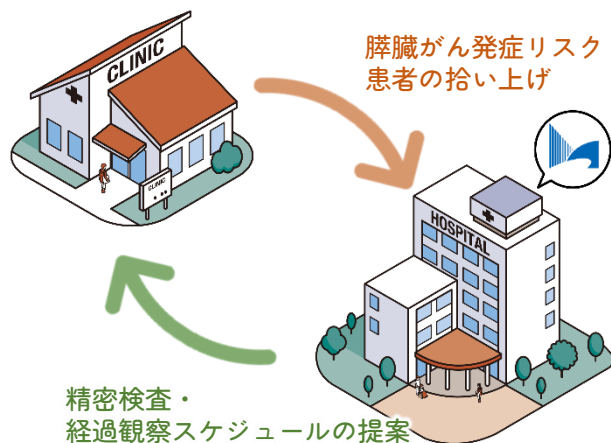 CLINIC
膵臓がん発症リスク
患者の拾い上げ
CLINIC
HOSPITAL
精密検査・
経過観察スケジュールの提案